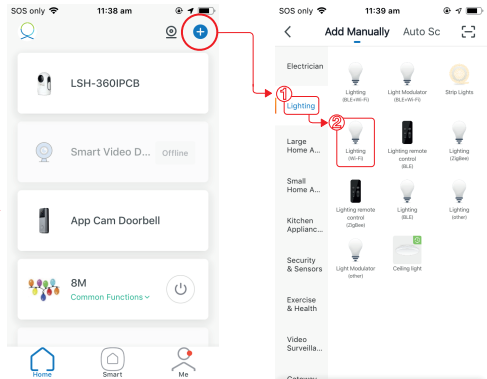 SOS only
11:38 am
LSH-360IPCB
Smart Video D...
Offline
App Cam Doorbell
8M
Common Functions
Home
Smart
Me
SOS only
11:39 am
Add Manually
Auto Sc
Electrician
1
Lighting
Large
Home A...
Small
Home A...
Kitchen
Applianc...
Security
& Sensors
Exercise
& Health
Video
Surveilla...
Gateway
Lighting
(BLE+Wi-Fi)
Light Modulator
(BLE+Wi-Fi)
Strip Lights
2
Lighting
(Wi-Fi)
Lighting remote
control
(BLE)
Lighting
(ZigBee)
Lighting remote
control
(ZigBee)
Lighting
(BLE)
Lighting
(other)
Light Modulator
(other)
Ceiling light